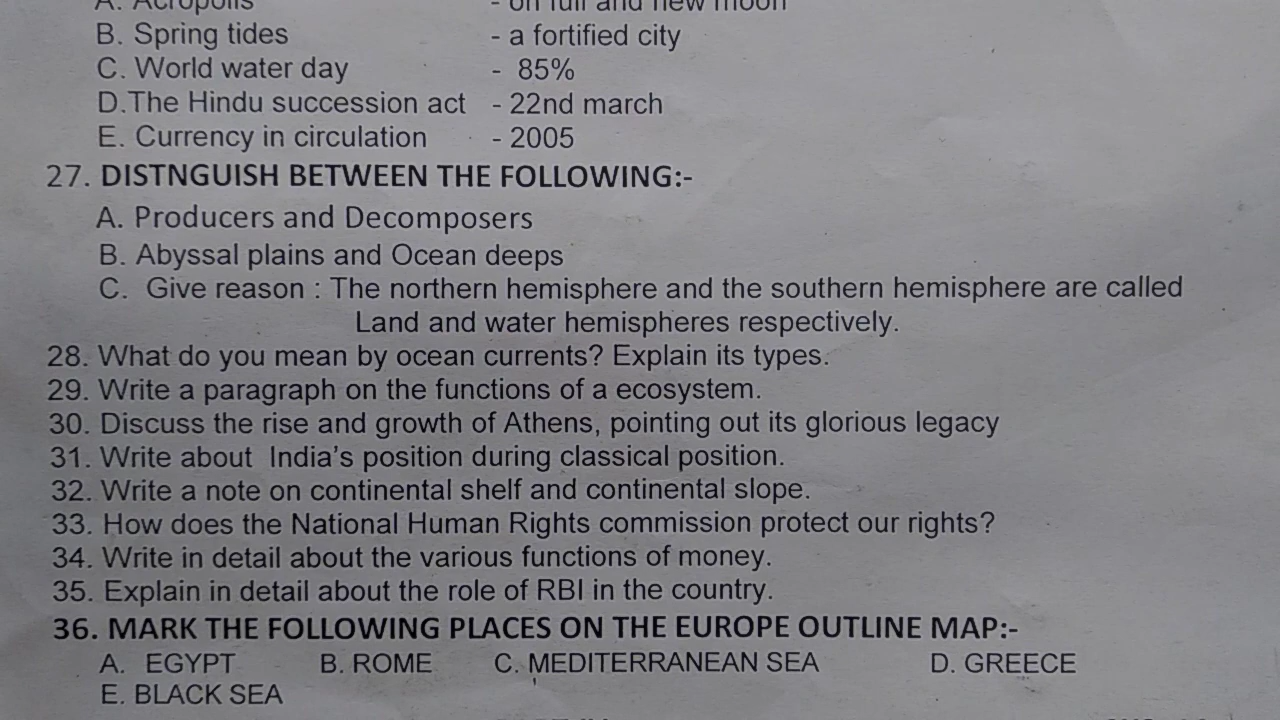 A. Acropolis - on full and new moon
B. Spring tides - a fortified city
C. World water day - 85%
D.The Hindu succession act - 22nd march
E. Currency in circulation - 2005
27. DISTNGUISH BETWEEN THE FOLLOWING:-
A. Producers and Decomposers
B. Abyssal plains and Ocean deeps
C. Give reason : The northern hemisphere and the southern hemisphere are called
Land and water hemispheres respectively.
28. What do you mean by ocean currents? Explain its types.
29. Write a paragraph on the functions of a ecosystem.
30. Discuss the rise and growth of Athens, pointing out its glorious legacy
31. Write about India's position during classical position.
32. Write a note on continental shelf and continental slope.
33. How does the National Human Rights commission protect our rights?
34. Write in detail about the various functions of money.
35. Explain in detail about the role of RBI in the country.
36. MARK THE FOLLOWING PLACES ON THE EUROPE OUTLINE MAP:-
A. EGYPT B. ROME C. MEDITERRANEAN SEA D. GREECE
E. BLACK SEA